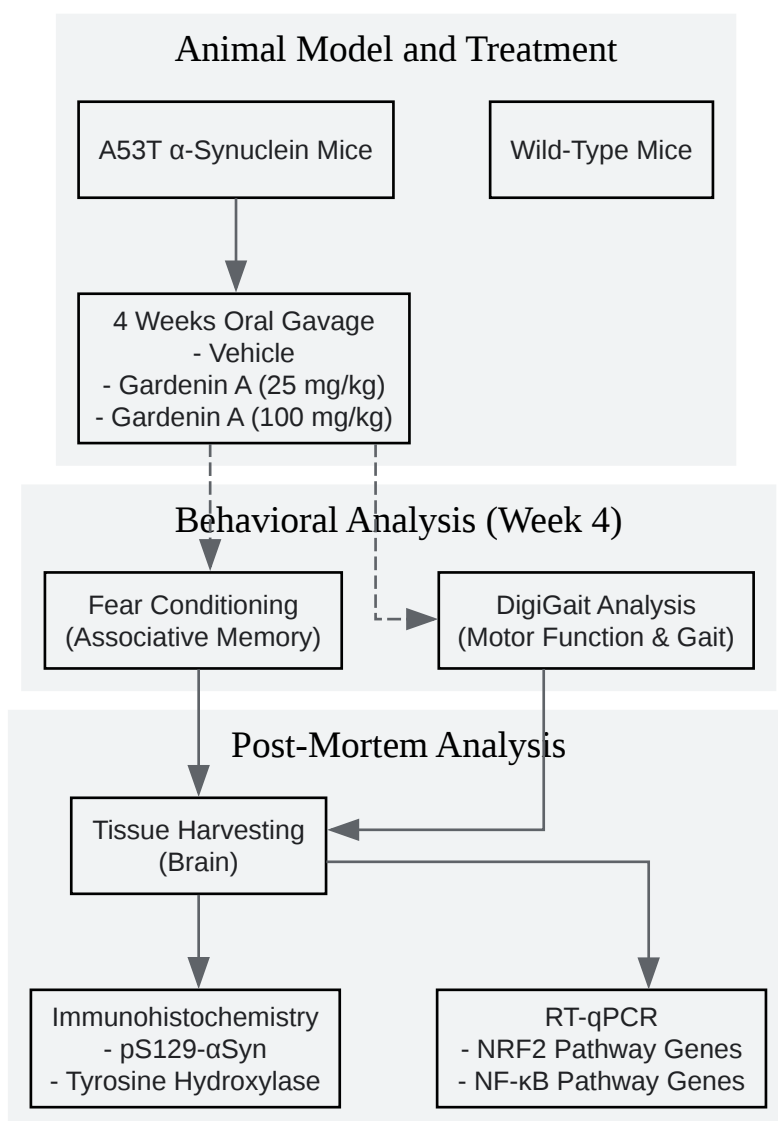 Animal Model and Treatment
A53T α-Synuclein Mice
Wild-Type Mice
4 Weeks Oral Gavage
- Vehicle
- Gardenin A (25 mg/kg)
- Gardenin A (100 mg/kg)
Behavioral Analysis (Week 4)
Fear Conditioning
(Associative Memory)
DigiGait Analysis
(Motor Function & Gait)
Post-Mortem Analysis
Tissue Harvesting
(Brain)
Immunohistochemistry
- pS129-αSyn
- Tyrosine Hydroxylase
RT-qPCR
- NRF2 Pathway Genes
- NF-κB Pathway Genes